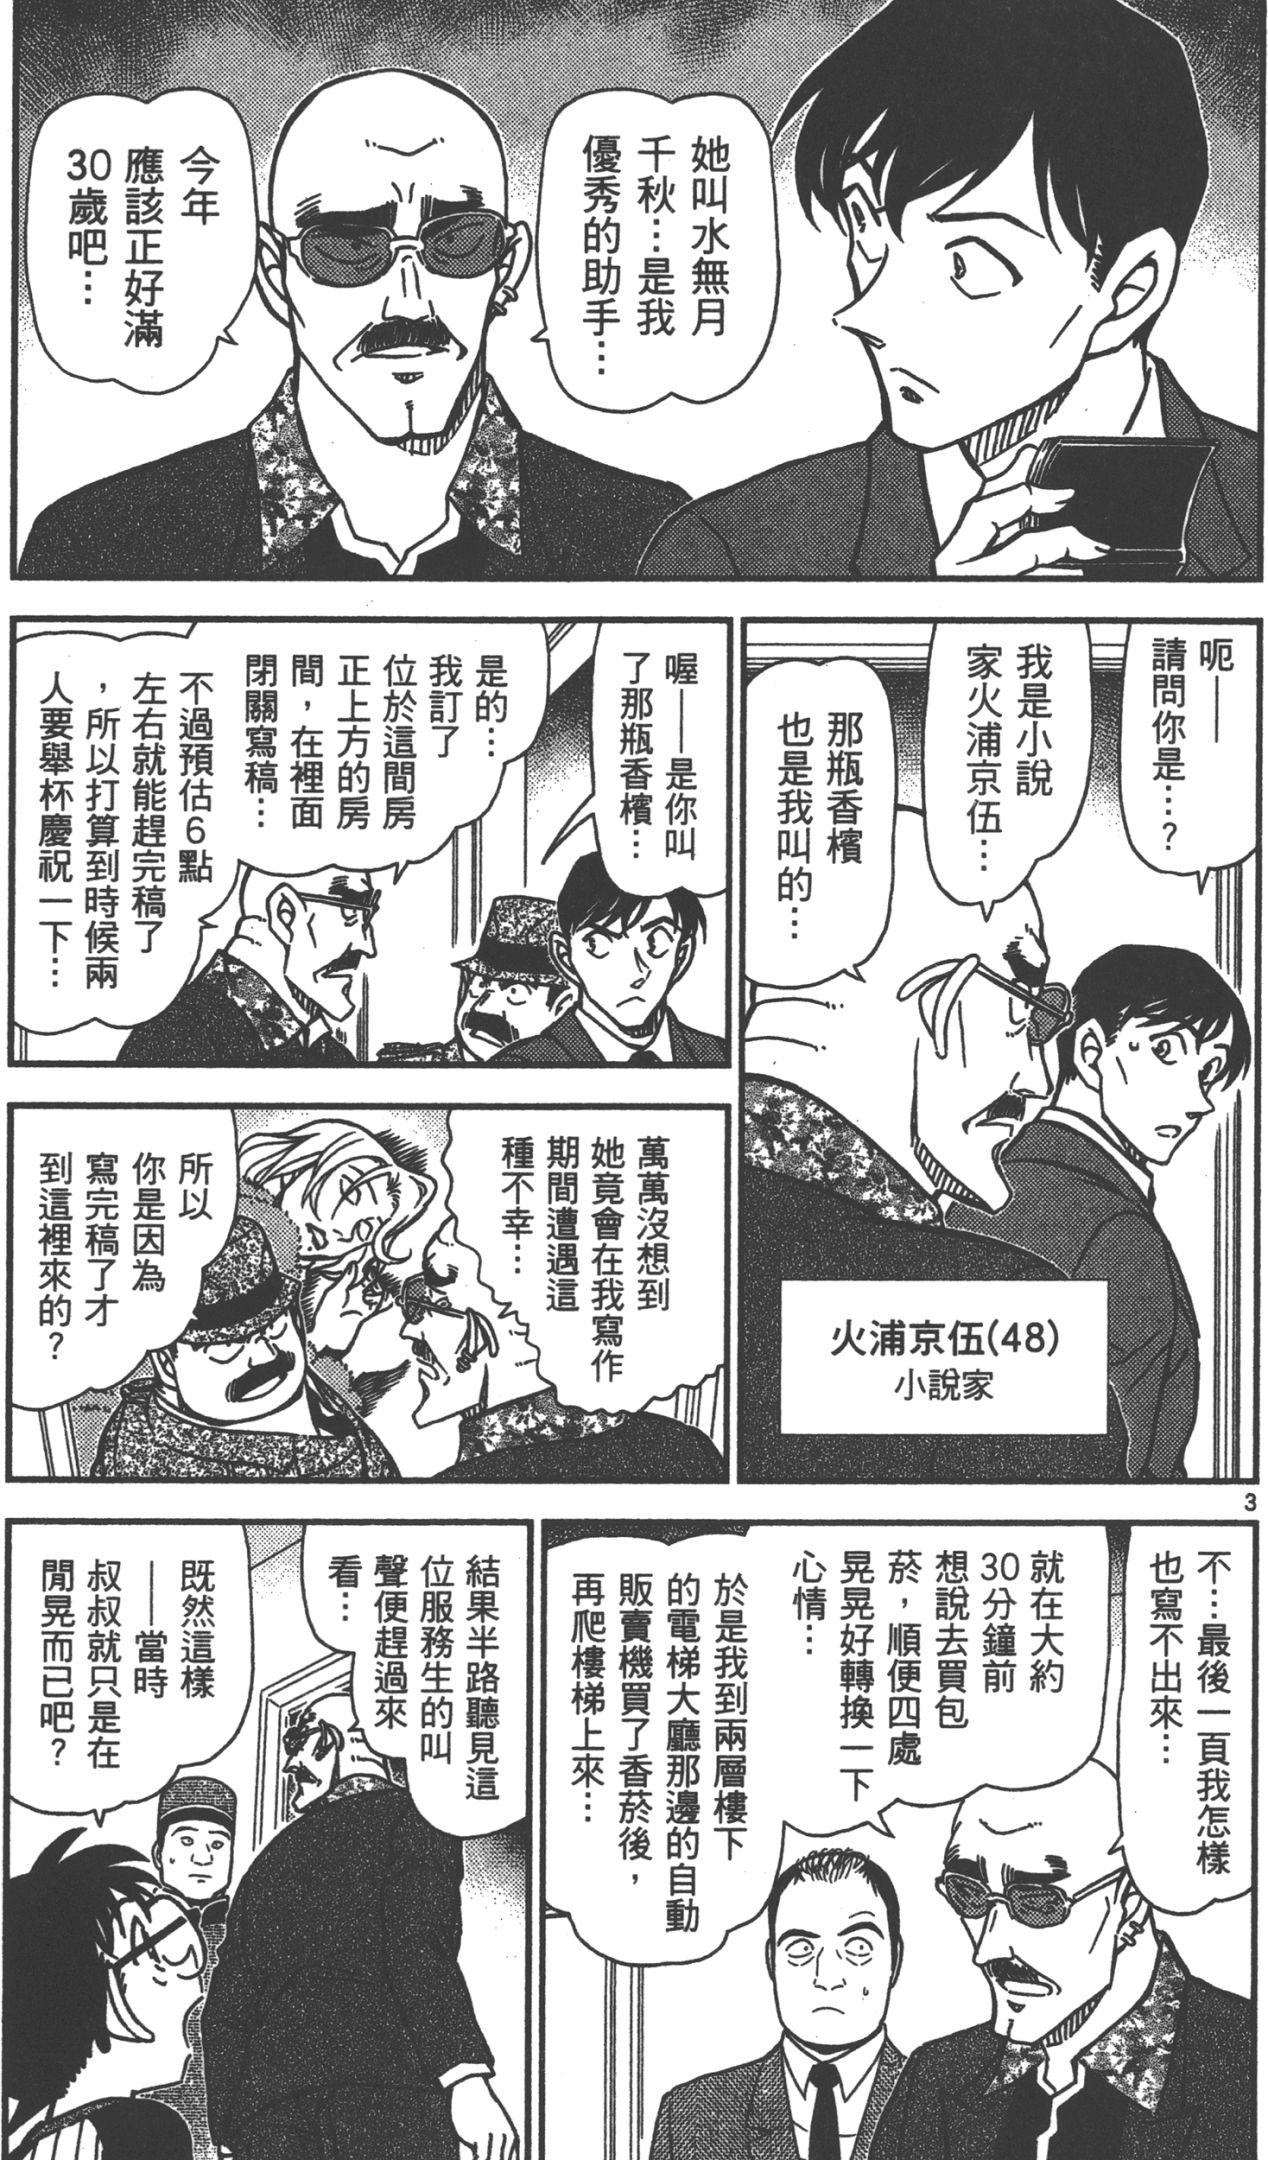 她叫水無月
千秋…是我
優秀的助手…
今年
應該正好滿
30歲吧…
呃——
請問你是…?
我是小說
家火浦京伍…
那瓶香檳
也是我叫的…
火浦京伍(48)
小說家
喔——是你叫
了那瓶香檳…
是的…
我訂了
位於這間房
正上方的房
間，在裡面
閉關寫稿…
不過預估6點
左右就能趕完稿了
，所以打算到時候兩
人要舉杯慶祝一下…
萬萬沒想到
她竟會在我寫作
期間遭遇這
種不幸…
所以
你是因為
寫完稿了才
到這裡來的?
3
不…最後一頁我怎樣
也寫不出來…
就在大約
30分鐘前
想說去買包
菸，順便四處
晃晃好轉換一下
心情…
於是我到兩層樓下
的電梯大廳那邊的自動
販賣機買了香菸後，
再爬樓梯上來…
結果半路聽見這
位服務生的叫
聲便趕過來
看…
既然這樣
——當時
叔叔就只是在
閒晃而已吧?